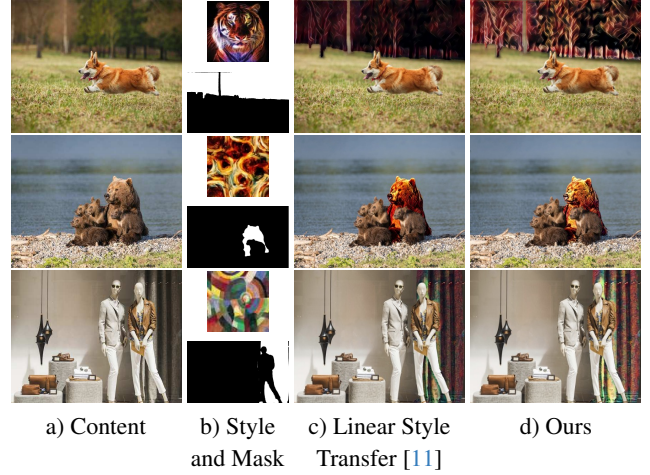 a) Content
b) Style
and Mask
c) Linear Style
Transfer [11]
d) Ours